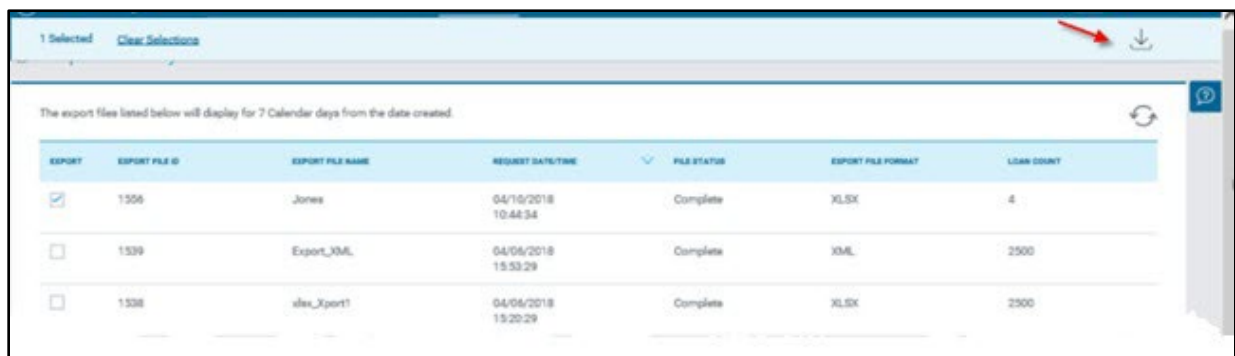 1 Selected Clear Selections
The export files listed below will display for 7 Calendar days from the date created.
EXPORT EXPORT FILE ID EXPORT FILE NAME REQUEST DATE/TIME FILE STATUS EXPORT FILE FORMAT LOAN COUNT
1556 Jones 04/10/2018 Complete XLSX 4
10:44:34
1539 Export_XML 04/06/2018 Complete XML 2500
15:53:29
1538 04/06/2018 Complete XLSX 2500
15:20:29